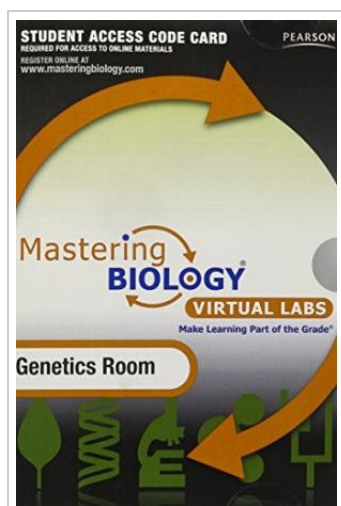 STUDENT ACCESS CODE CARD
PEARSON
REQUIRED FOR ACCESS TO ONLINE MATERIALS
REGISTER ONLINE AT
www.masteringbiology.com
Mastering
BIOLOGY®
VIRTUAL LABS
Make Learning Part of the Grade®
Genetics Room